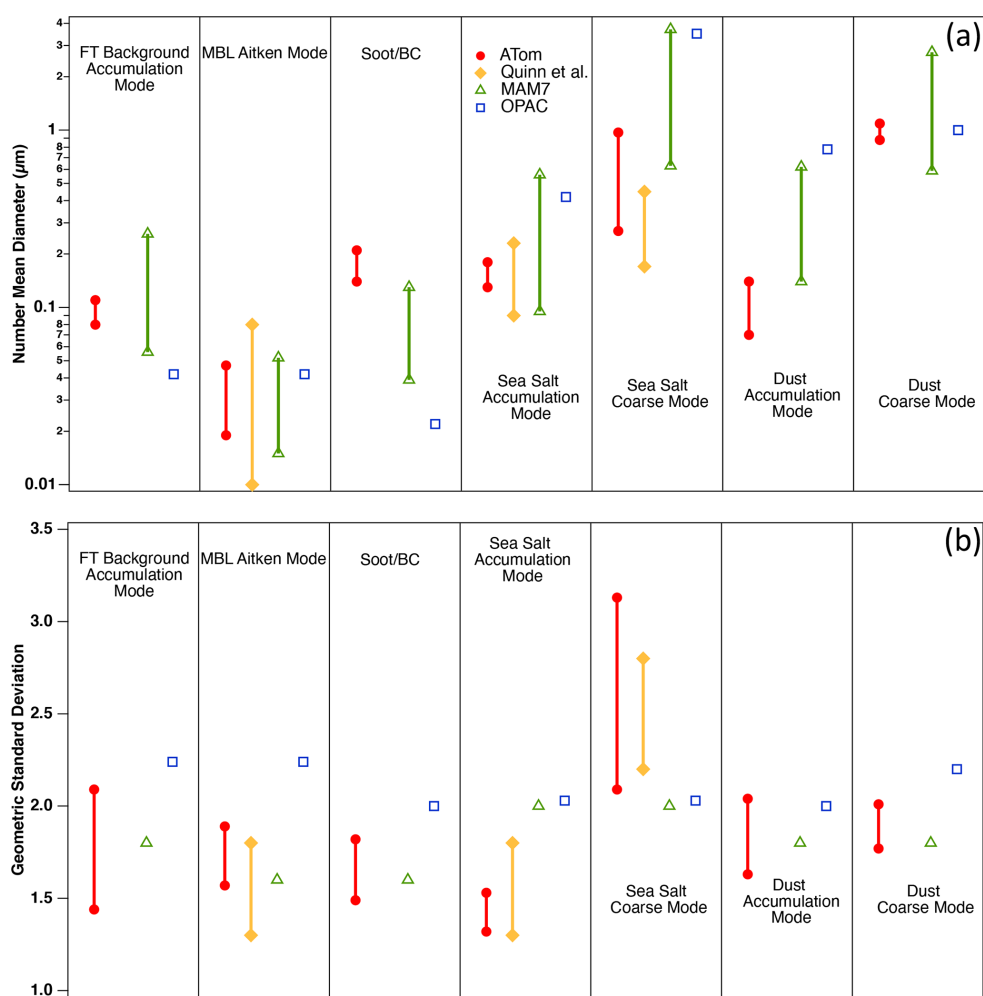 (a)
FT Background
Accumulation
Mode
MBL Aitken Mode
Soot/BC
ATom
Quinn et al.
MAM7
OPAC
Sea Salt
Accumulation
Mode
Sea Salt
Coarse Mode
Dust
Accumulation
Mode
Dust
Coarse Mode
Number Mean Diameter (µm)
4
3
2
1
8
7
6
5
4
3
2
0.1
8
7
6
5
4
3
2
0.01
(b)
FT Background
Accumulation
Mode
MBL Aitken Mode
Soot/BC
Sea Salt
Accumulation
Mode
Sea Salt
Coarse Mode
Dust
Accumulation
Mode
Dust
Coarse Mode
Geometric Standard Deviation
3.5
3.0
2.5
2.0
1.5
1.0